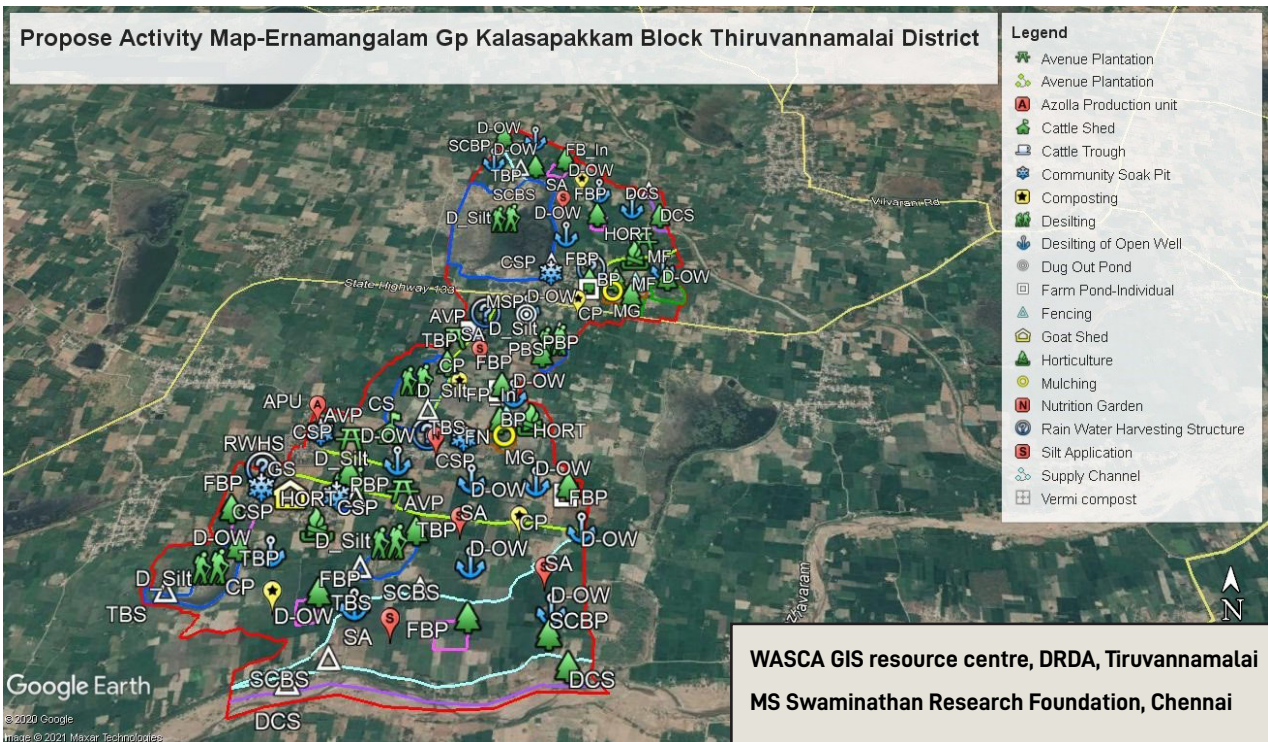 Propose Activity Map-Ernamangalam Gp Kalasapakkam Block Thiruvannamalai District
Legend
Avenue Plantation
Avenue Plantation
A Azolla Production unit
Cattle Shed
Cattle Trough
Community Soak Pit
Composting
Desilting
Desilting of Open Well
Dug Out Pond
Farm Pond-Individual
Fencing
Goat Shed
Horticulture
Mulching
N Nutrition Garden
Rain Water Harvesting Structure
S Silt Application
Supply Channel
Vermi compost
D-OW
SCBP D-OW FB_In
TBP D-OW
SCBS SA FBP DCS
D_Silt D-OW DCS
HORT
CSP FBP MF
BP MF D-OW
State Highway 133
Vilvarani Rd
AVP MSP D-OW CP MG
D_Silt
TBP SA PBP
CP FBP PBS
D_Silt FP_In D-OW
APU CS
AVP TBS BP HORT
CSP D-OW FN
RWHS CSP MG
GS D_Silt D-OW
FBP HORT PBP D-OW FBP
CSP CSP AVP SA
D-OW D_Silt TBP CP D-OW
TBP D-OW
D_Silt CP FBP SA
TBS SCBS D-OW
D-OW TBS SCBP
SA FBP
SCBS DCS
DCS
N
Google Earth
© 2020 Google
Image © 2021 Maxar Technologies
WASCA GIS resource centre, DRDA, Tiruvannamalai
MS Swaminathan Research Foundation, Chennai